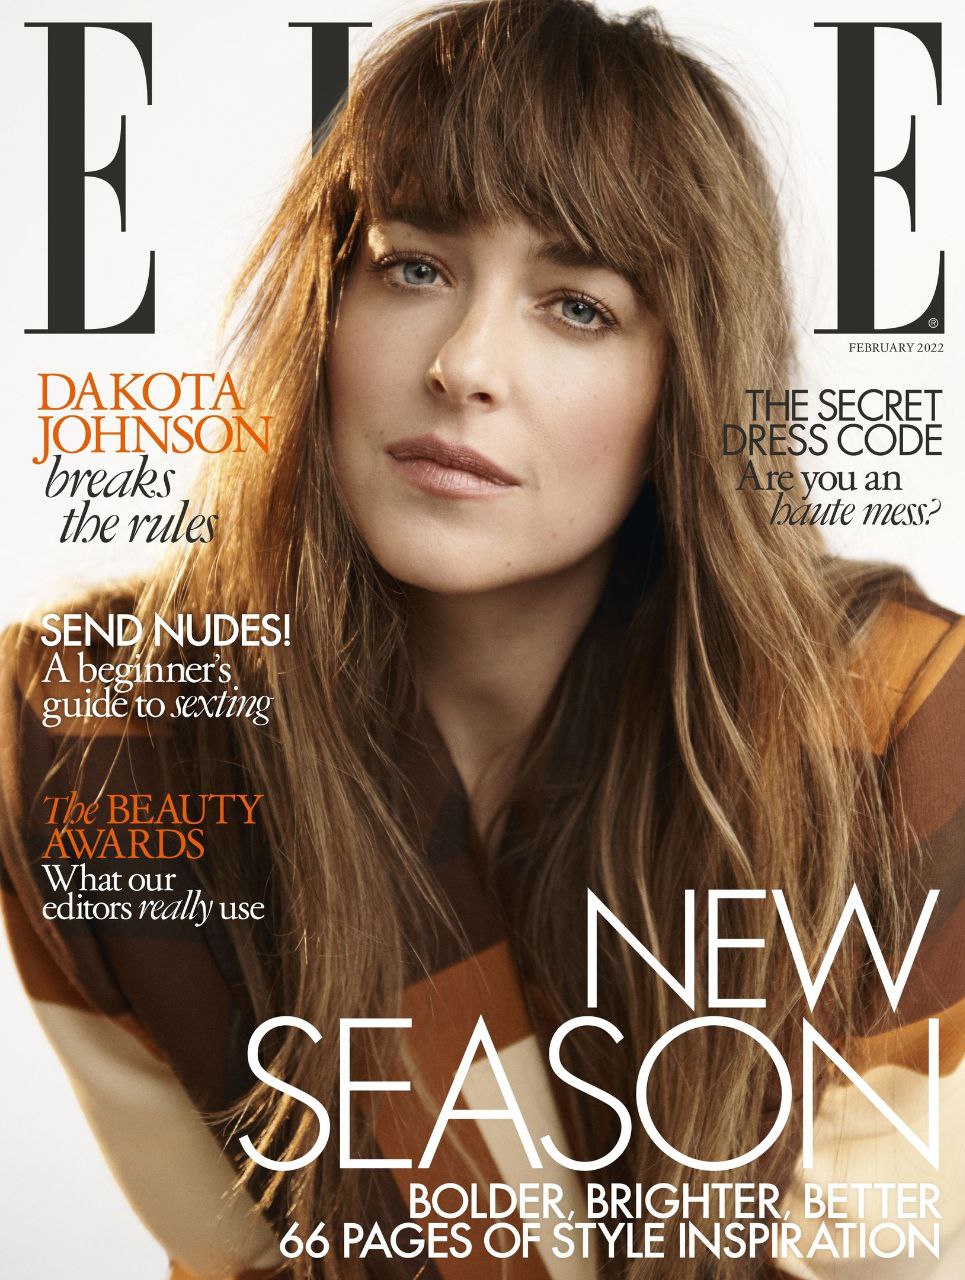 ELLE
®
FEBRUARY 2022
DAKOTA
JOHNSON
breaks
the rules
THE SECRET
DRESS CODE
Are you an
haute mess?
SEND NUDES!
A beginner's
guide to sexting
The BEAUTY
AWARDS
What our
editors really use
NEW
SEASON
BOLDER, BRIGHTER, BETTER
66 PAGES OF STYLE INSPIRATION